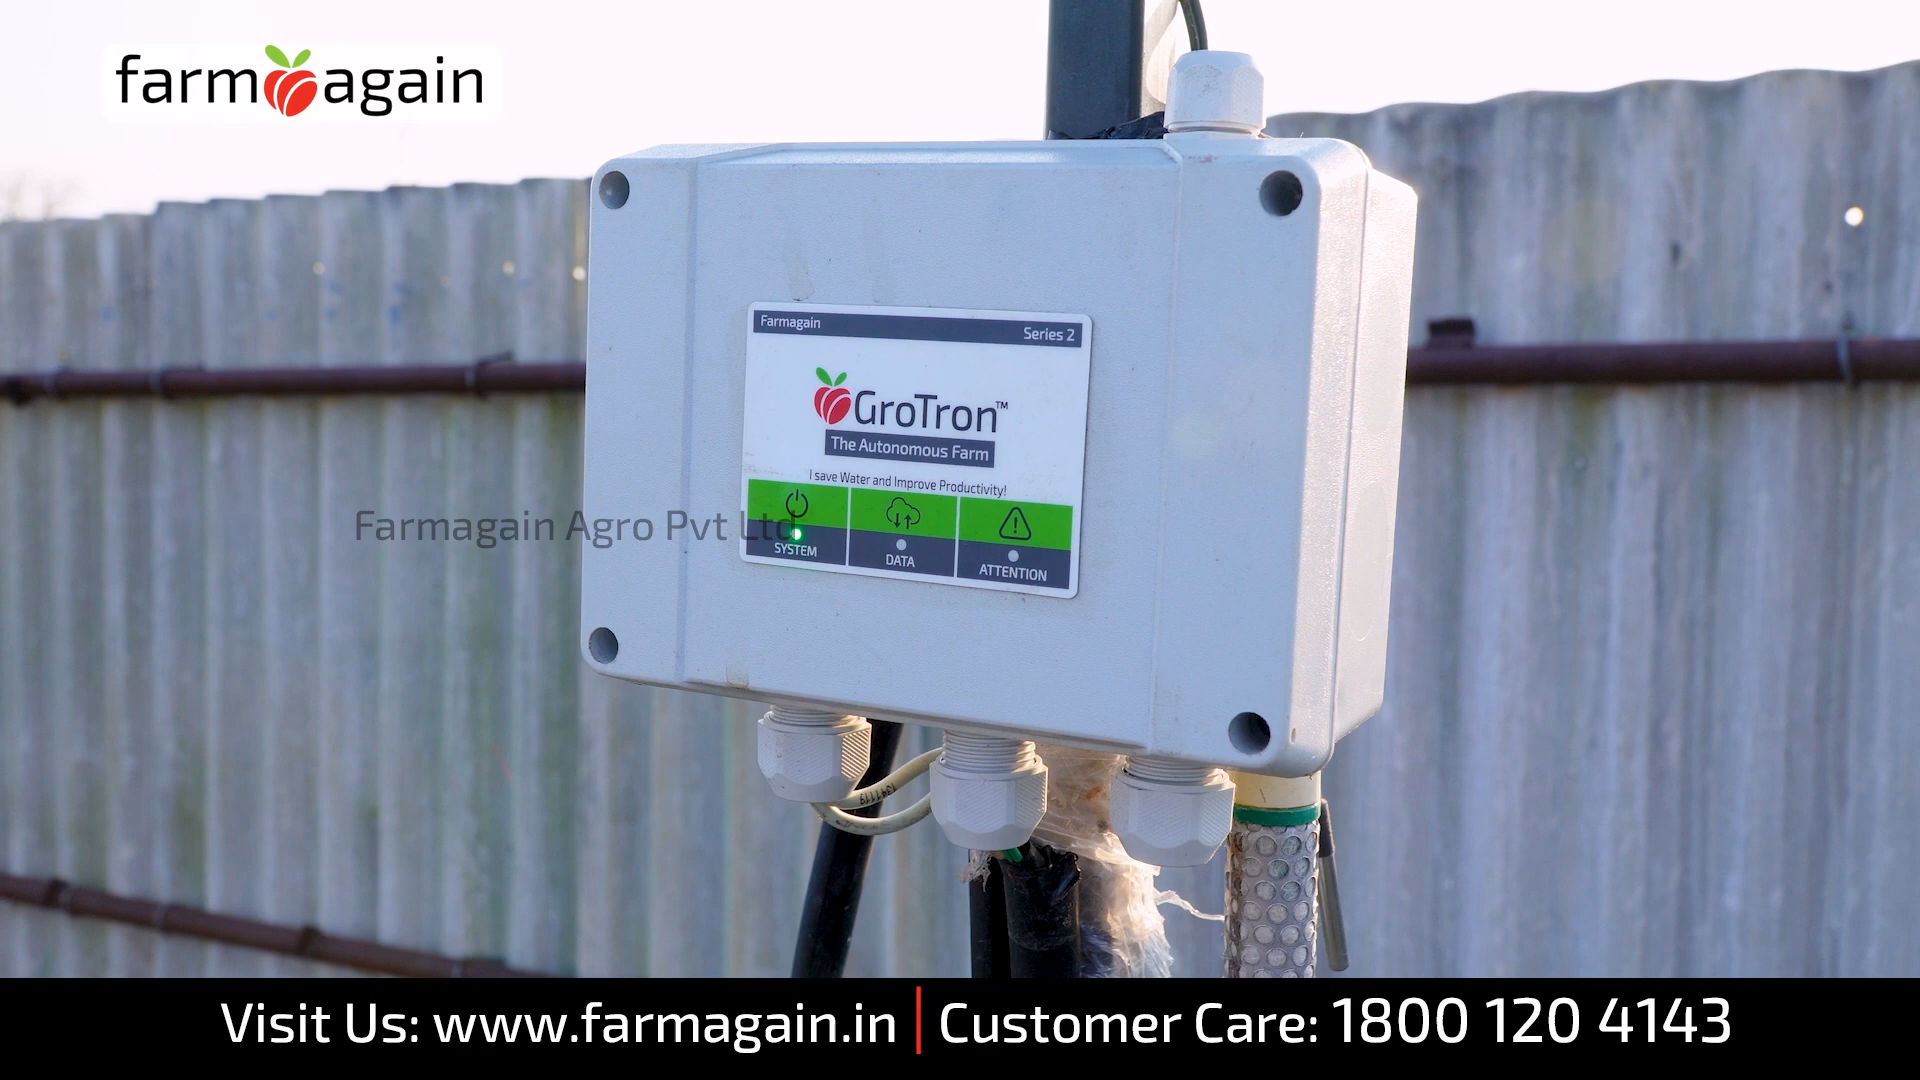 farmagain
Farmagain
Series 2
GroTron™
The Autonomous Farm
I save Water and Improve Productivity!
SYSTEM
DATA
ATTENTION
Farmagain Agro Pvt Ltd
1341119
Visit Us: www.farmagain.in | Customer Care: 1800 120 4143